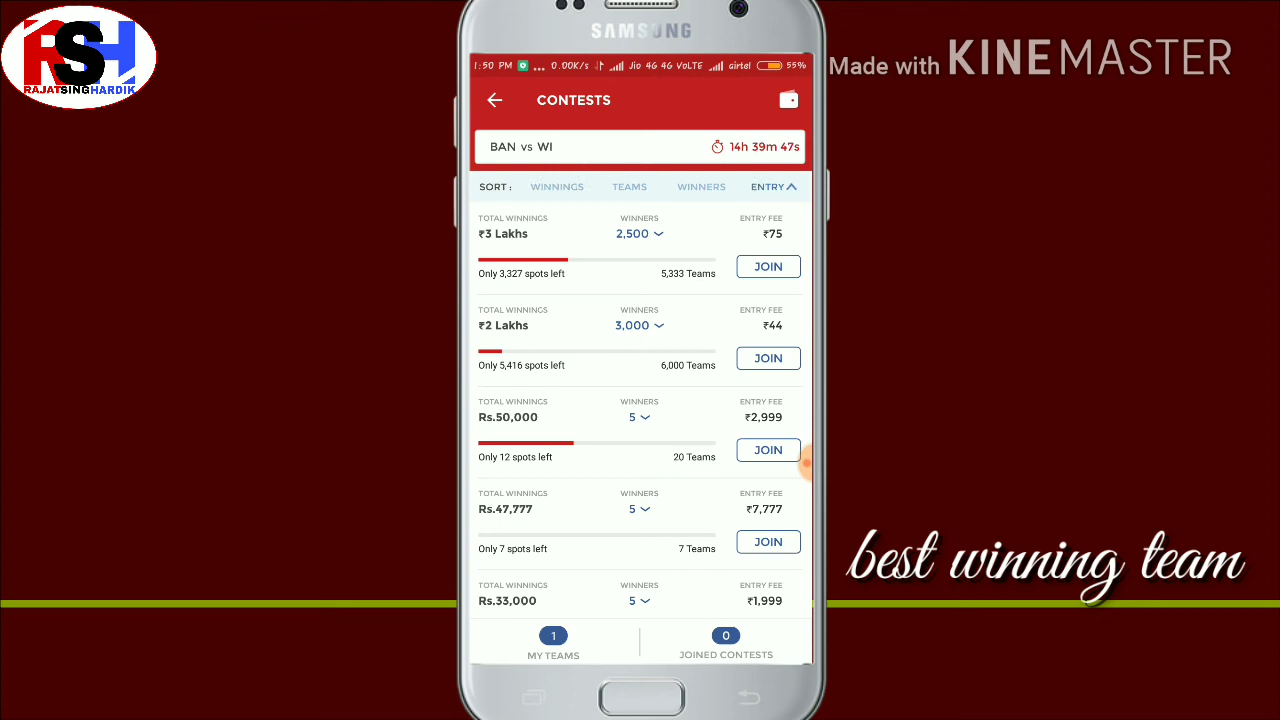 RSH
RAJATSINGHARDIK
SAMSUNG
Made with KINEMASTER
1:50 PM ... 0.00K/s Jio 4G 4G VoLTE airtel 55%
CONTESTS
BAN vs WI 14h 39m 47s
SORT : WINNINGS TEAMS WINNERS ENTRY
TOTAL WINNINGS WINNERS ENTRY FEE
₹3 Lakhs 2,500 ₹75
Only 3,327 spots left 5,333 Teams JOIN
TOTAL WINNINGS WINNERS ENTRY FEE
₹2 Lakhs 3,000 ₹44
Only 5,416 spots left 6,000 Teams JOIN
TOTAL WINNINGS WINNERS ENTRY FEE
Rs.50,000 5 ₹2,999
Only 12 spots left 20 Teams JOIN
TOTAL WINNINGS WINNERS ENTRY FEE
Rs.47,777 5 ₹7,777
Only 7 spots left 7 Teams JOIN
TOTAL WINNINGS WINNERS ENTRY FEE
Rs.33,000 5 ₹1,999
1 0
MY TEAMS JOINED CONTESTS
best winning team